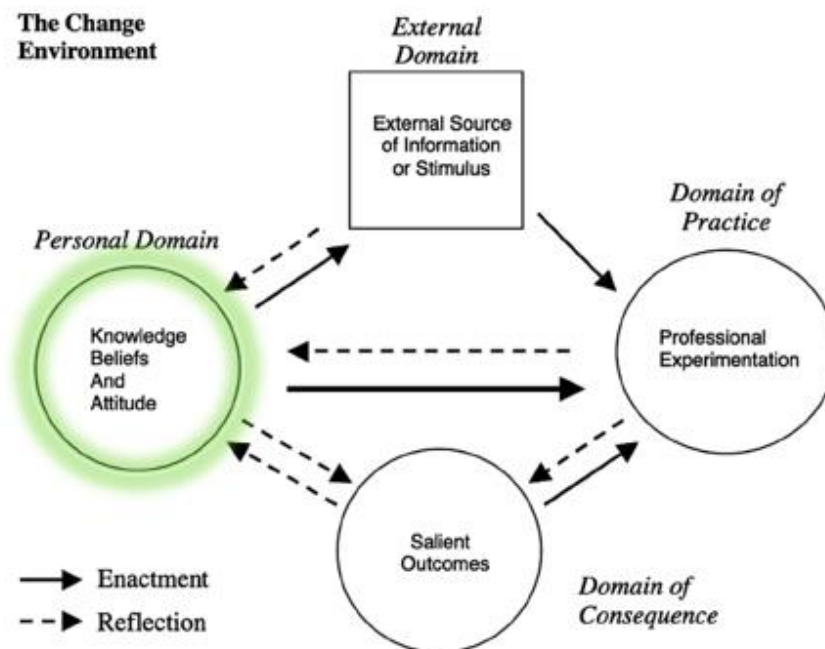 The Change
Environment
External
Domain
External Source
of Information
or Stimulus
Domain of
Practice
Personal Domain
Knowledge
Beliefs
And
Attitude
Professional
Experimentation
Salient
Outcomes
Enactment
Reflection
Domain of
Consequence